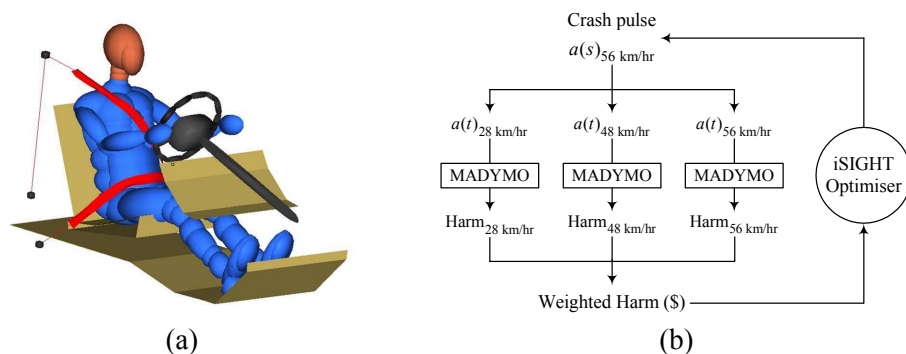 Crash pulse
a(s)56 km/hr
a(t)28 km/hr
a(t)48 km/hr
a(t)56 km/hr
MADYMO
MADYMO
MADYMO
iSIGHT
Optimiser
Harm28 km/hr
Harm48 km/hr
Harm56 km/hr
Weighted Harm ($)
(a)
(b)